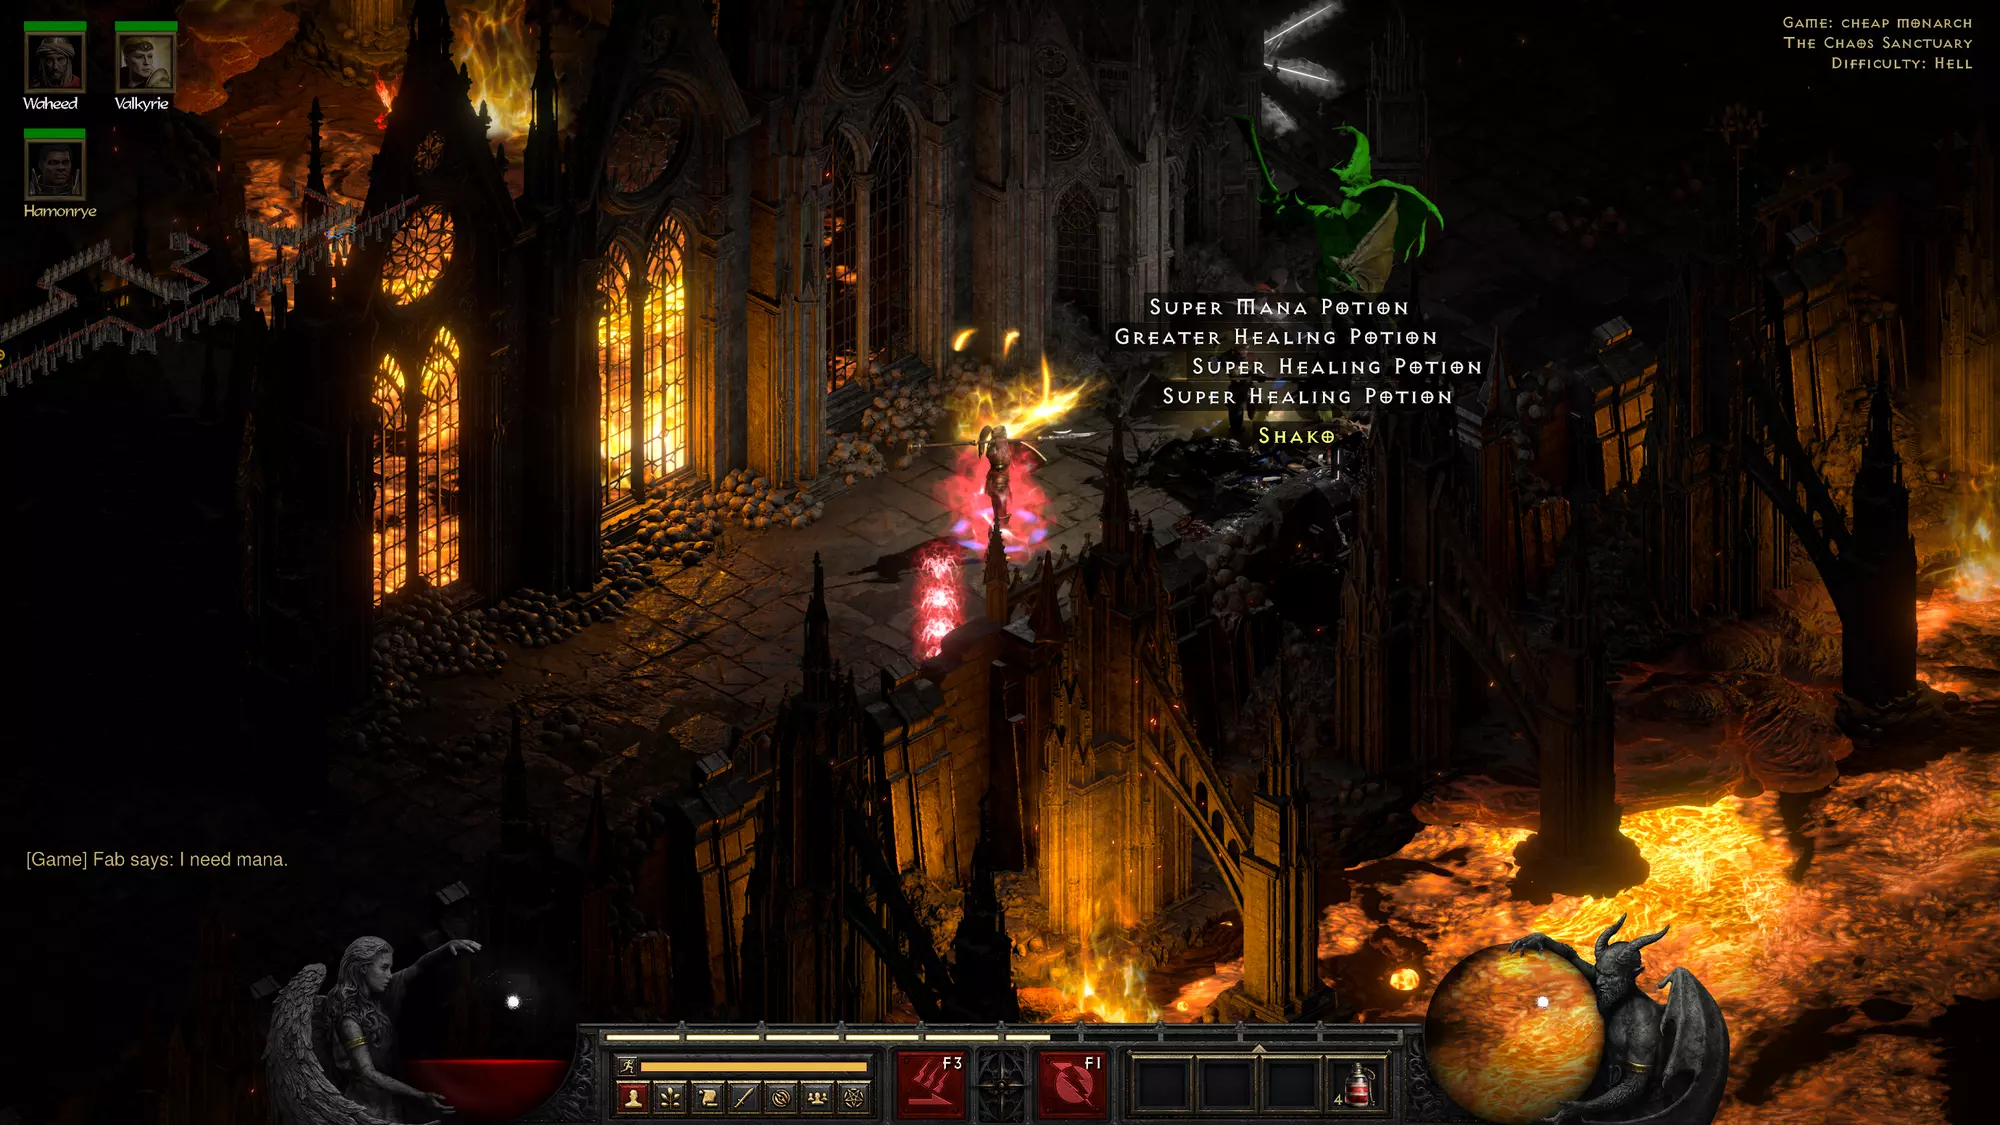 Game: cheap monarch
The Chaos Sanctuary
Difficulty: Hell
Waheed
Valkyrie
Hamonrye
Super Mana Potion
Greater Healing Potion
Super Healing Potion
Super Healing Potion
Shako
[Game] Fab says: I need mana.
F3
F1
4